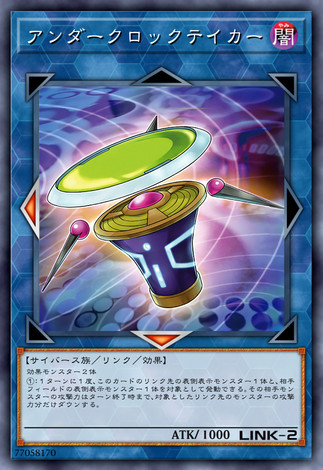 アンダークロックテイカー
闇
やみ
【サイバース族/リンク/効果】
効果モンスター2体
①:1ターンに1度、このカードのリンク先の表側表示モンスター1体と、相手
フィールドの表側表示モンスター1体を対象として発動できる。その相手モン
スターの攻撃力はターン終了時まで、対象としたリンク先のモンスターの攻撃
力分だけダウンする。
ATK/1000 LINK-2
77058170